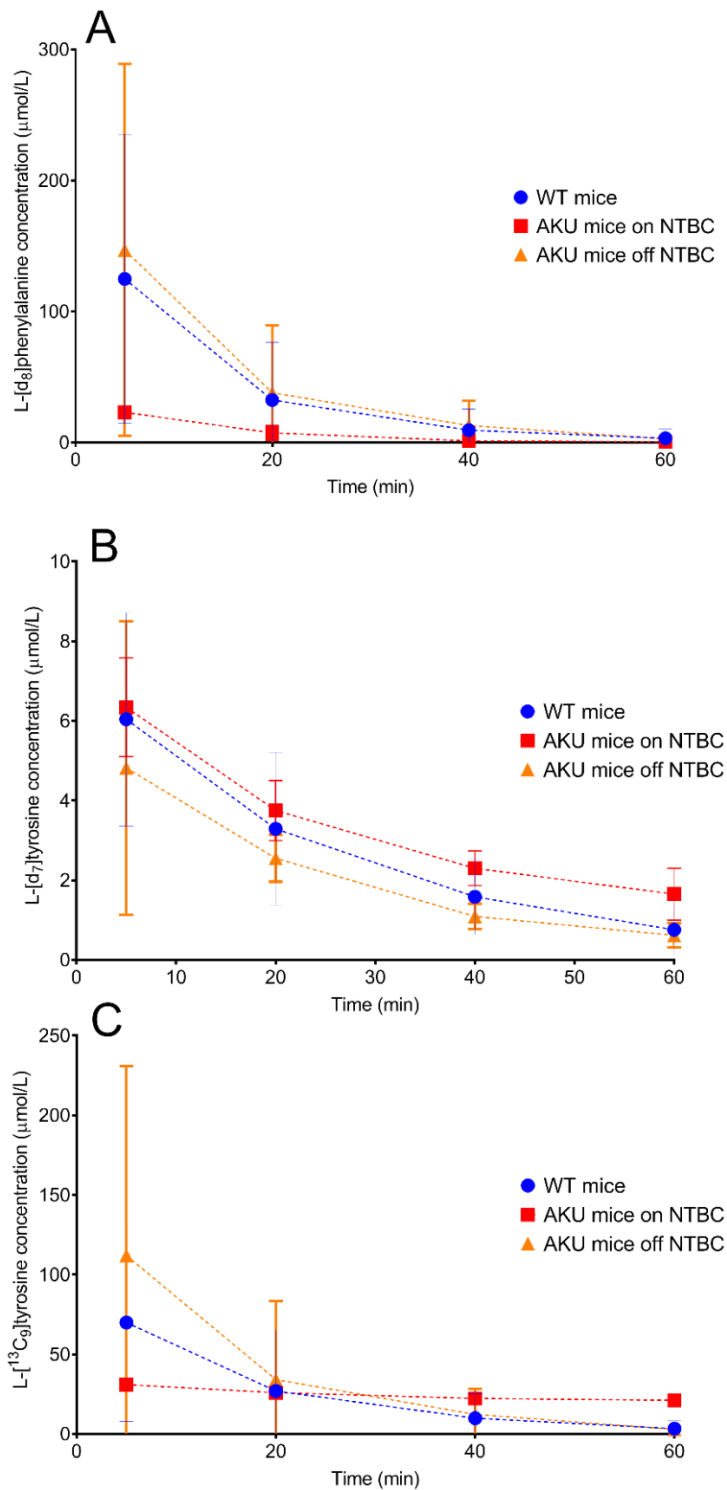 A
L-[d₈]phenylalanine concentration (μmol/L)
300
200
100
0
WT mice
AKU mice on NTBC
AKU mice off NTBC
0 20 40 60
Time (min)
B
L-[d₇]tyrosine concentration (μmol/L)
10
8
6
4
2
0
WT mice
AKU mice on NTBC
AKU mice off NTBC
0 10 20 30 40 50 60
Time (min)
C
L-[¹³C₉]tyrosine concentration (μmol/L)
250
200
150
100
50
0
WT mice
AKU mice on NTBC
AKU mice off NTBC
0 20 40 60
Time (min)